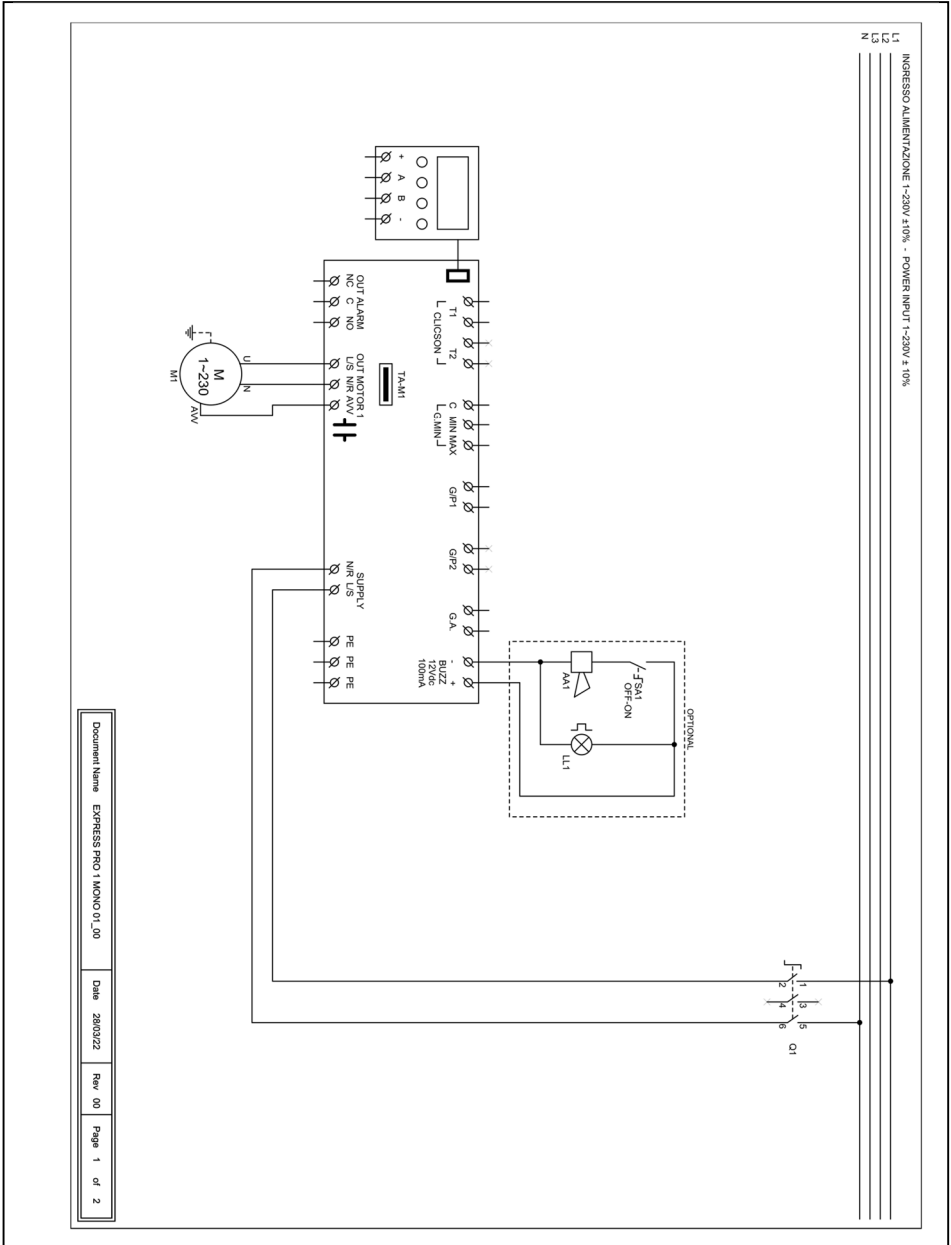 L1
L2
L3
N
INGRESSO ALIMENTAZIONE 1~230V ±10% - POWER INPUT 1~230V ± 10%
+ A B -
T1 T2
CLICSON
C MIN MAX
G.MIN
G/P1
G/P2
G.A.
- +
BUZZ
12Vdc
100mA
OUT ALARM
NC C NO
OUT MOTOR 1
L/S N/R AVV
TA-M1
SUPPLY
N/R L/S
PE PE PE
U N
M
1~230
AVV
M1
OPTIONAL
SA1
OFF-ON
AA1
LL1
1 3 5
2 4 6
Q1
Document Name EXPRESS PRO 1 MONO 01_00 Date 28/03/22 Rev 00 Page 1 of 2